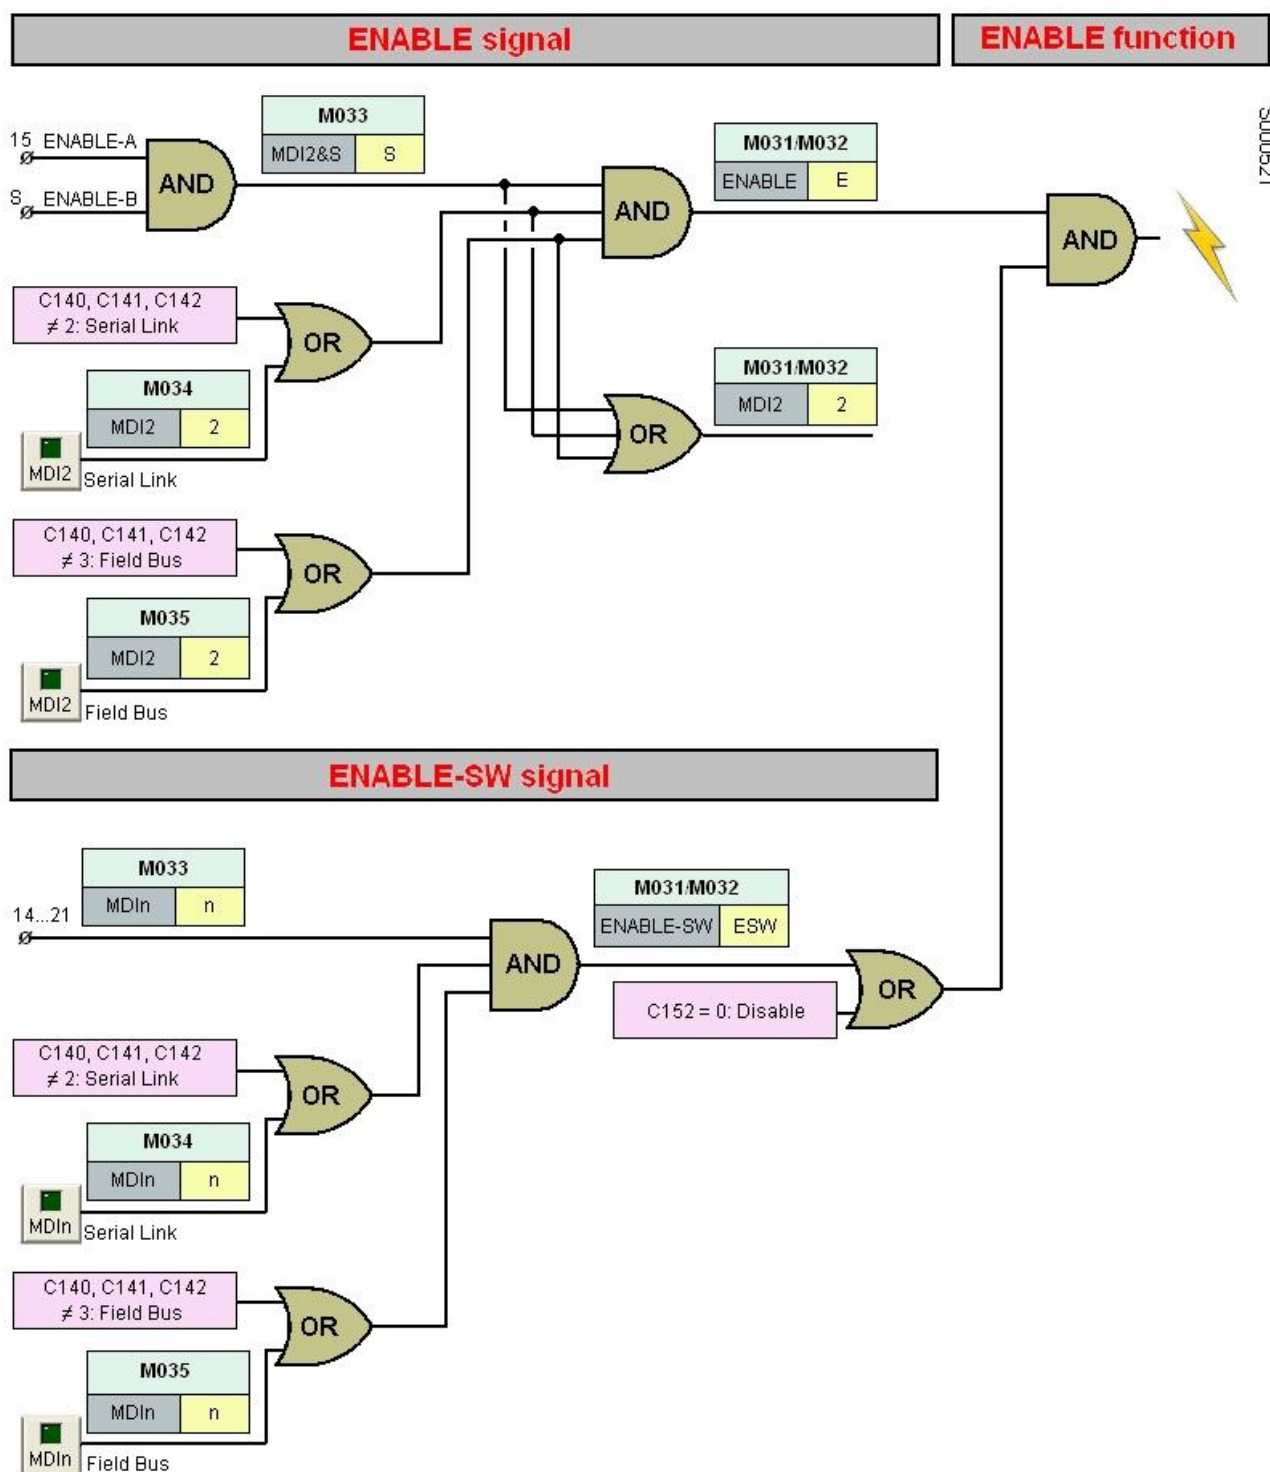 ENABLE signal
ENABLE function
S000521
15 ENABLE-A
S ENABLE-B
AND
M033
MDI2&S S
AND
M031/M032
ENABLE E
AND
C140, C141, C142
≠ 2: Serial Link
OR
M034
MDI2 2
MDI2
Serial Link
OR
M031/M032
MDI2 2
C140, C141, C142
≠ 3: Field Bus
OR
M035
MDI2 2
MDI2
Field Bus
ENABLE-SW signal
M033
MDIn n
14...21
AND
M031/M032
ENABLE-SW ESW
OR
C152 = 0: Disable
C140, C141, C142
≠ 2: Serial Link
OR
M034
MDIn n
MDIn
Serial Link
C140, C141, C142
≠ 3: Field Bus
OR
M035
MDIn n
MDIn
Field Bus